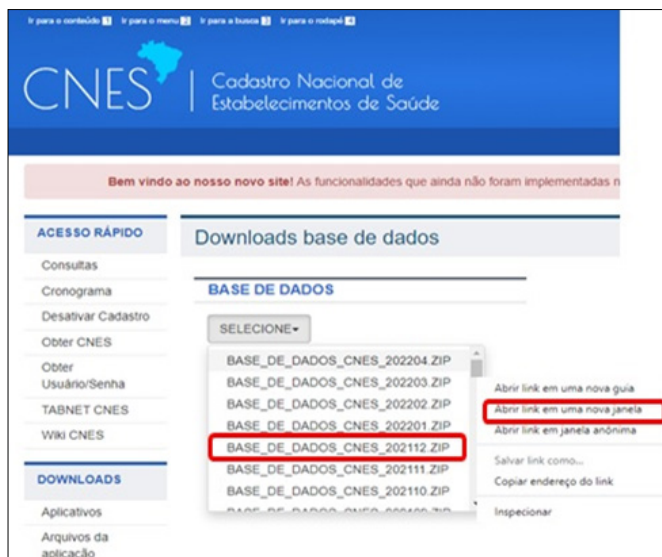 Ir para o conteúdo 1 Ir para o menu 2 Ir para a busca 3 Ir para o rodapé 4
CNES
Cadastro Nacional de
Estabelecimentos de Saúde
Bem vindo ao nosso novo site! As funcionalidades que ainda não foram implementadas n
ACESSO RÁPIDO
Consultas
Cronograma
Desativar Cadastro
Obter CNES
Obter
Usuário/Senha
TABNET CNES
Wiki CNES
DOWNLOADS
Aplicativos
Arquivos da
aplicação
Downloads base de dados
BASE DE DADOS
SELECIONE
BASE_DE_DADOS_CNES_202204.ZIP
BASE_DE_DADOS_CNES_202203.ZIP
BASE_DE_DADOS_CNES_202202.ZIP
BASE_DE_DADOS_CNES_202201.ZIP
BASE_DE_DADOS_CNES_202112.ZIP
BASE_DE_DADOS_CNES_202111.ZIP
BASE_DE_DADOS_CNES_202110.ZIP
Abrir link em uma nova guia
Abrir link em uma nova janela
Abrir link em janela anônima
Salvar link como...
Copiar endereço do link
Inspecionar